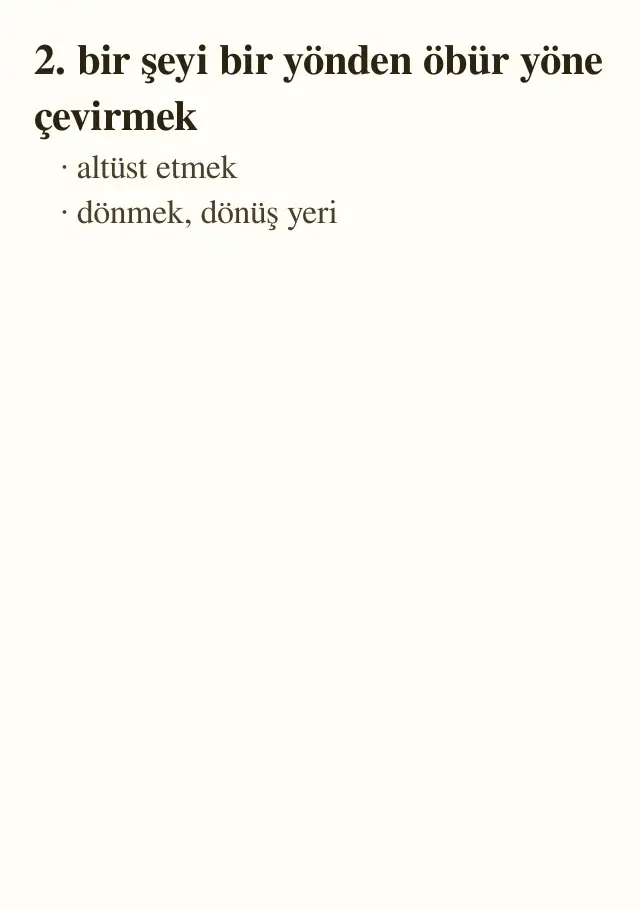 2. bir şeyi bir yönden öbür yöne
çevirmek
· altüst etmek
· dönmek, dönüş yeri